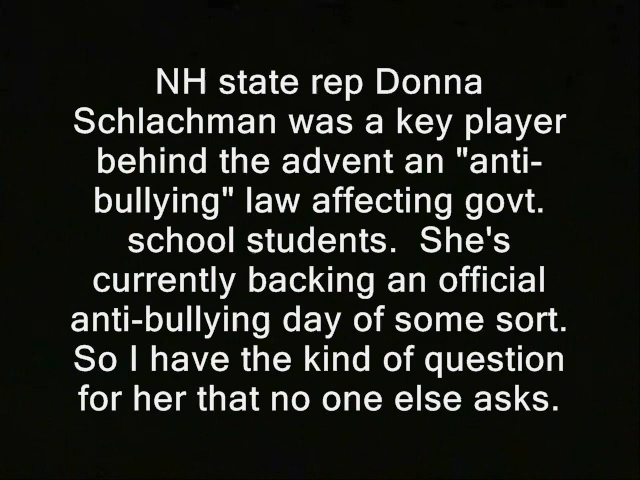 NH state rep Donna
Schlachman was a key player
behind the advent an "anti-
bullying" law affecting govt.
school students.  She's
currently backing an official
anti-bullying day of some sort.
So I have the kind of question
for her that no one else asks.